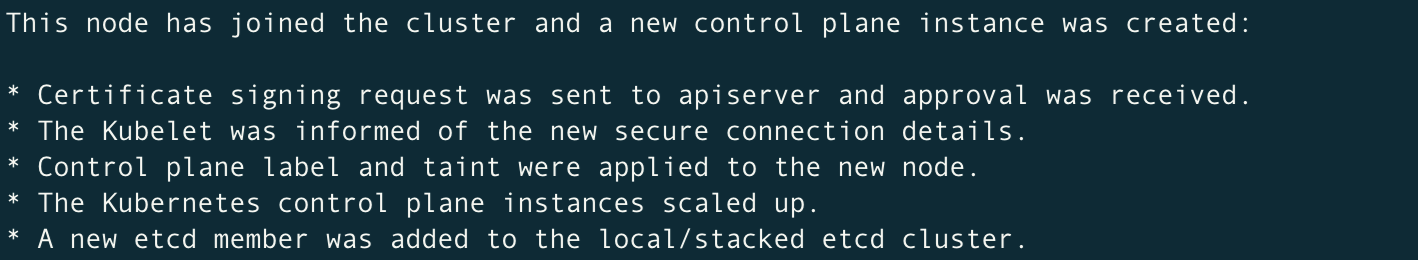 This node has joined the cluster and a new control plane instance was created:
* Certificate signing request was sent to apiserver and approval was received.
* The Kubelet was informed of the new secure connection details.
* Control plane label and taint were applied to the new node.
* The Kubernetes control plane instances scaled up.
* A new etcd member was added to the local/stacked etcd cluster.